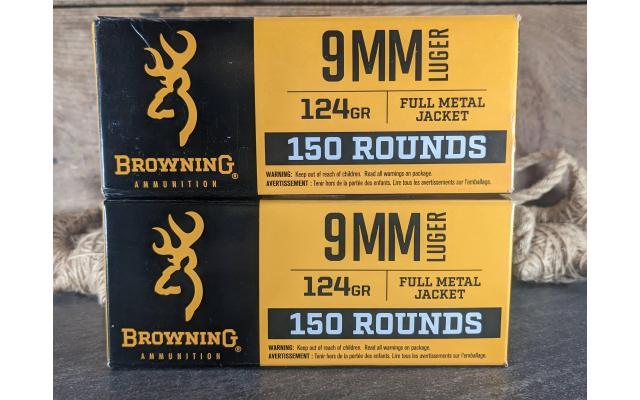 BROWNING®
AMMUNITION
9MM LUGER
124GR
FULL METAL
JACKET
150 ROUNDS
WARNING: Keep out of reach of children. Read all warnings on package.
AVERTISSEMENT : Tenir hors de la portée des enfants. Lire tous les avertissements sur l'emballage.
BROWNING®
AMMUNITION
9MM LUGER
124GR
FULL METAL
JACKET
150 ROUNDS
WARNING: Keep out of reach of children. Read all warnings on package.
AVERTISSEMENT : Tenir hors de la portée des enfants. Lire tous les avertissements sur l'emballage.